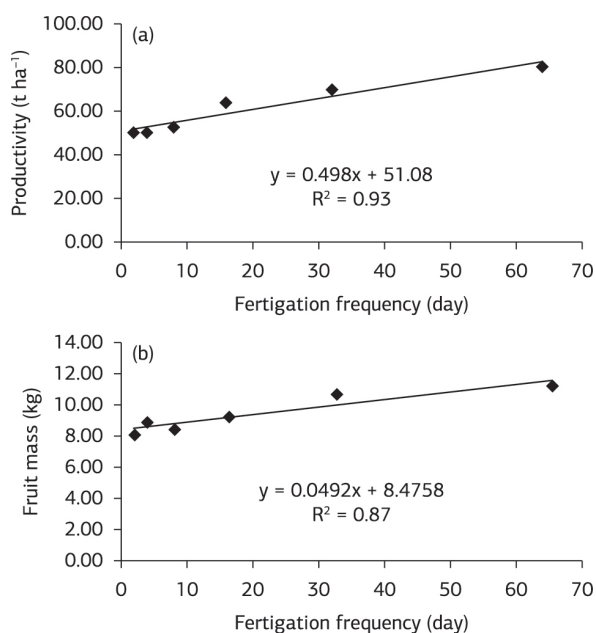 (a)
Productivity (t ha⁻¹)
100.00
80.00
60.00
40.00
20.00
0.00
y = 0.498x + 51.08
R² = 0.93
0 10 20 30 40 50 60 70
Fertigation frequency (day)
(b)
Fruit mass (kg)
14.00
12.00
10.00
8.00
6.00
4.00
2.00
0.00
y = 0.0492x + 8.4758
R² = 0.87
0 10 20 30 40 50 60 70
Fertigation frequency (day)